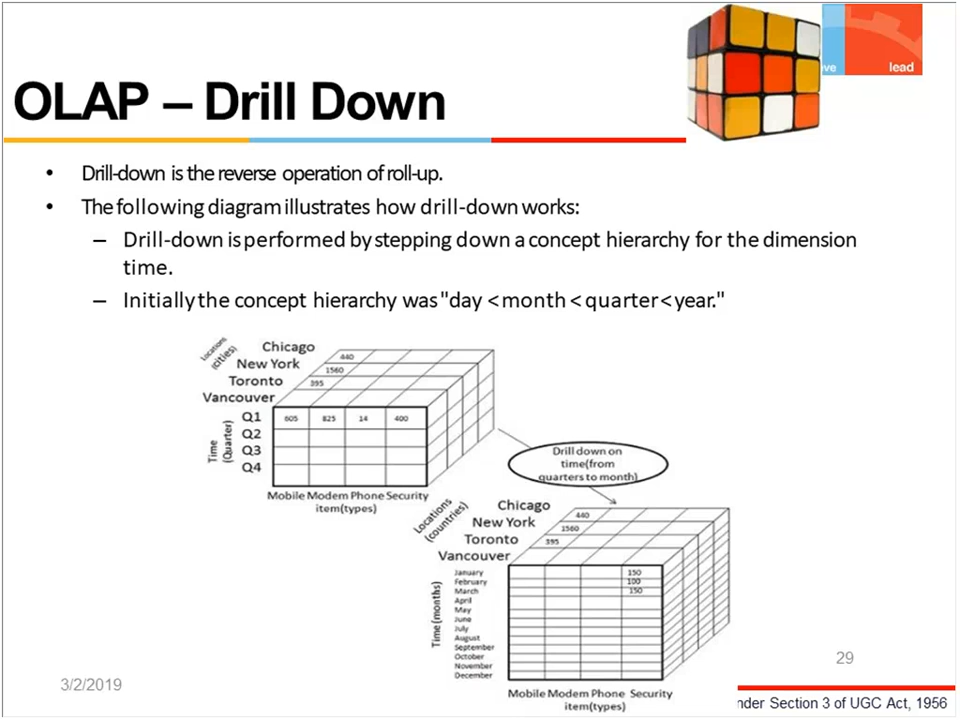 ve
lead
OLAP – Drill Down
• Drill-down is the reverse operation of roll-up.
• The following diagram illustrates how drill-down works:
– Drill-down is performed by stepping down a concept hierarchy for the dimension
time.
– Initially the concept hierarchy was "day < month < quarter < year."
Locations
(cities)
Chicago
New York
Toronto
Vancouver
440
1560
395
Time
(Quarter)
Q1
605 825 14 400
Q2
Q3
Q4
Mobile Modem Phone Security
item(types)
Drill down on
time(from
quarters to month)
Locations
(countries)
Chicago
New York
Toronto
Vancouver
440
1560
395
Time(months)
January 150
February 100
March 150
April
May
June
July
August
September
October
November
December
Mobile Modem Phone Security
item(types)
29
3/2/2019
nder Section 3 of UGC Act, 1956